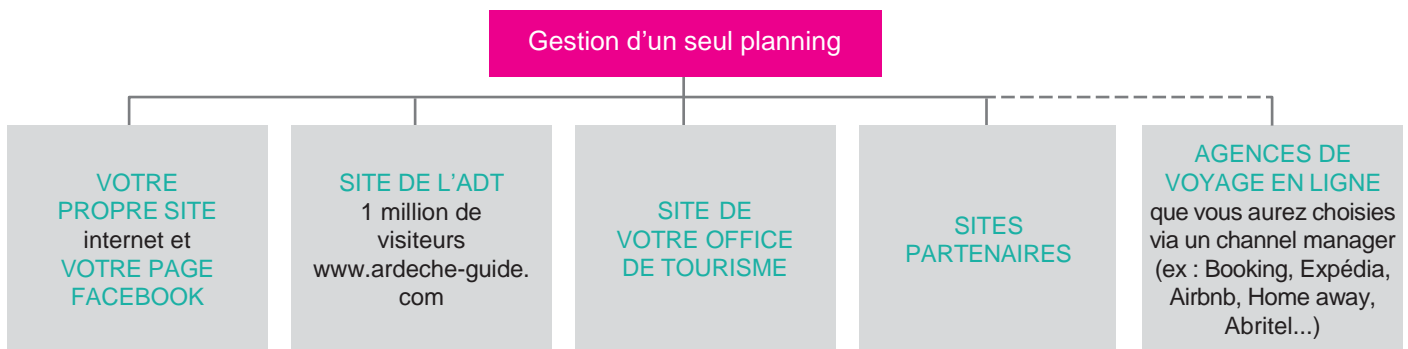 Gestion d'un seul planning
VOTRE
PROPRE SITE
internet et
VOTRE PAGE
FACEBOOK
SITE DE L'ADT
1 million de
visiteurs
www.ardeche-guide.
com
SITE DE
VOTRE OFFICE
DE TOURISME
SITES
PARTENAIRES
AGENCES DE
VOYAGE EN LIGNE
que vous aurez choisies
via un channel manager
(ex : Booking, Expédia,
Airbnb, Home away,
Abritel...)